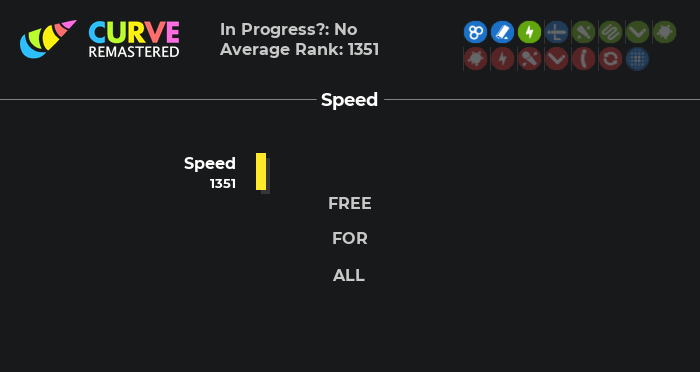 CURVE
REMASTERED
In Progress?: No
Average Rank: 1351
Speed
Speed
1351
FREE
FOR
ALL